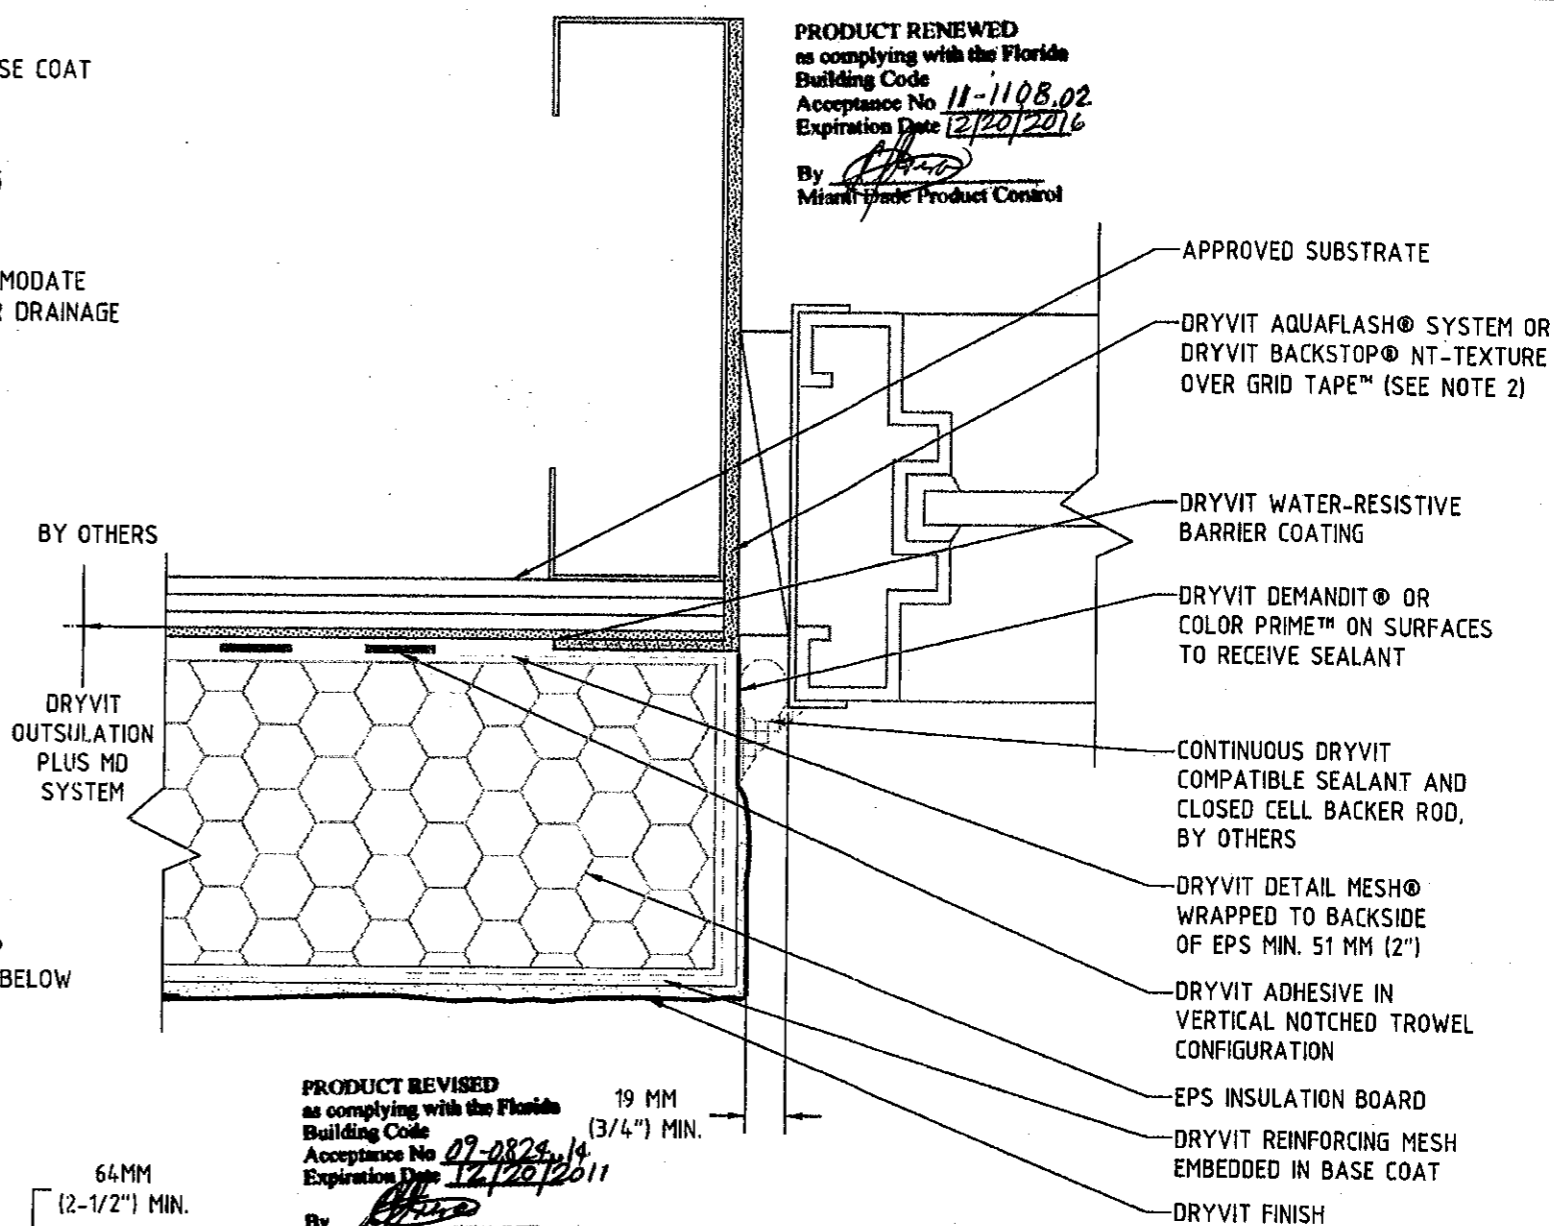 SE COAT
MODATE
R DRAINAGE
BELOW
PRODUCT RENEWED
as complying with the Florida
Building Code
Acceptance No 11-1108.02
Expiration Date 12/20/2016
By
Miami Dade Product Control
APPROVED SUBSTRATE
DRYVIT AQUAFLASH® SYSTEM OR
DRYVIT BACKSTOP® NT-TEXTURE
OVER GRID TAPE™ (SEE NOTE 2)
DRYVIT WATER-RESISTIVE
BARRIER COATING
DRYVIT DEMANDIT® OR
COLOR PRIME™ ON SURFACES
TO RECEIVE SEALANT
CONTINUOUS DRYVIT
COMPATIBLE SEALANT AND
CLOSED CELL BACKER ROD,
BY OTHERS
DRYVIT DETAIL MESH®
WRAPPED TO BACKSIDE
OF EPS MIN. 51 MM (2")
DRYVIT ADHESIVE IN
VERTICAL NOTCHED TROWEL
CONFIGURATION
EPS INSULATION BOARD
DRYVIT REINFORCING MESH
EMBEDDED IN BASE COAT
DRYVIT FINISH
BY OTHERS
DRYVIT
OUTSULATION
PLUS MD
SYSTEM
19 MM
(3/4") MIN.
PRODUCT REVISED
as complying with the Florida
Building Code
Acceptance No 09-0824.14
Expiration Date 12/20/2011
By
64MM
(2-1/2") MIN.